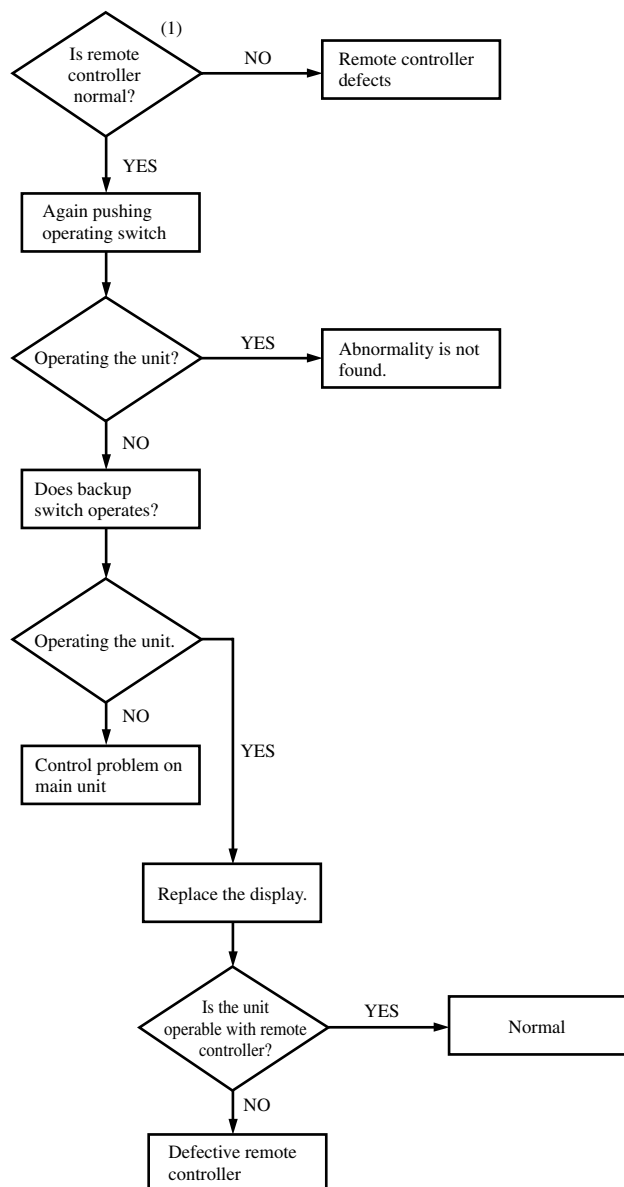 (1)
Is remote
controller
normal?
NO
Remote controller
defects
YES
Again pushing
operating switch
Operating the unit?
YES
Abnormality is not
found.
NO
Does backup
switch operates?
Operating the unit.
NO
YES
Control problem on
main unit
Replace the display.
Is the unit
operable with remote
controller?
YES
Normal
NO
Defective remote
controller